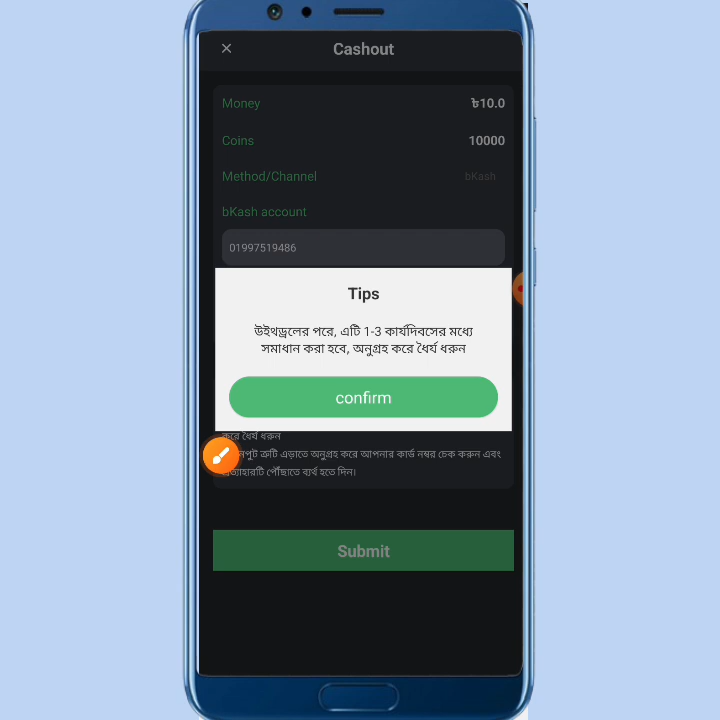 Cashout
Money
৳10.0
Coins
10000
Method/Channel
bKash
bKash account
01997519486
Tips
উইথড্রলের পরে, এটি 1-3 কার্যদিবসের মধ্যে
সমাধান করা হবে, অনুগ্রহ করে ধৈর্য ধরুন
confirm
করে ধৈর্য ধরুন
ত্রুটি এড়াতে অনুগ্রহ করে আপনার কার্ড নম্বর চেক করুন এবং
পৌঁছাতে ব্যর্থ হতে দিন।
Submit